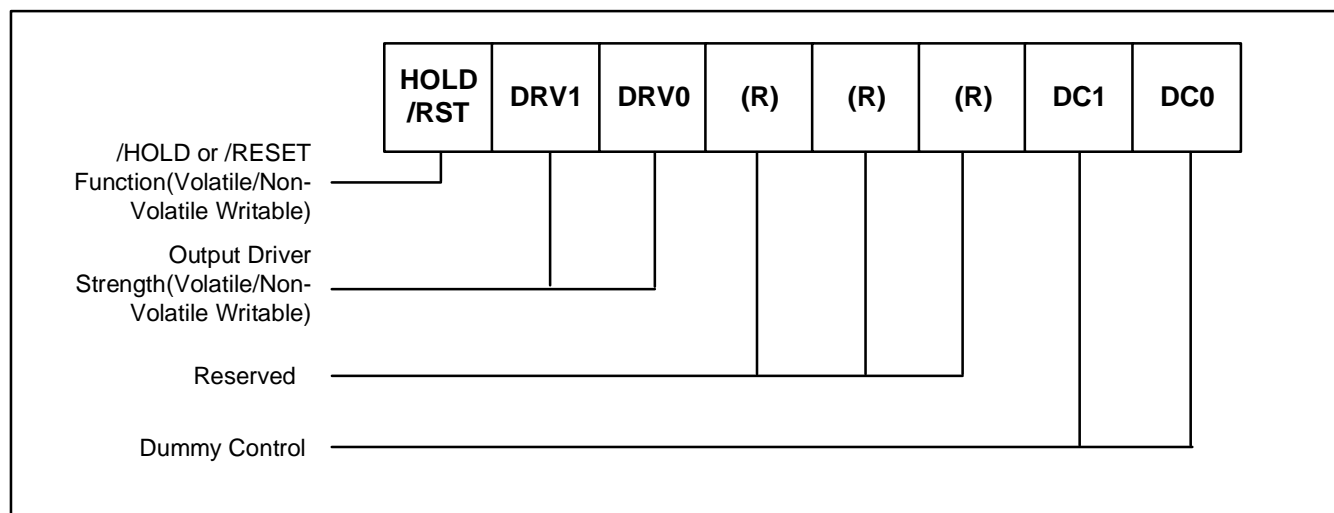 HOLD
/RST
DRV1
DRV0
(R)
(R)
(R)
DC1
DC0
/HOLD or /RESET
Function(Volatile/Non-
Volatile Writable)
Output Driver
Strength(Volatile/Non-
Volatile Writable)
Reserved
Dummy Control